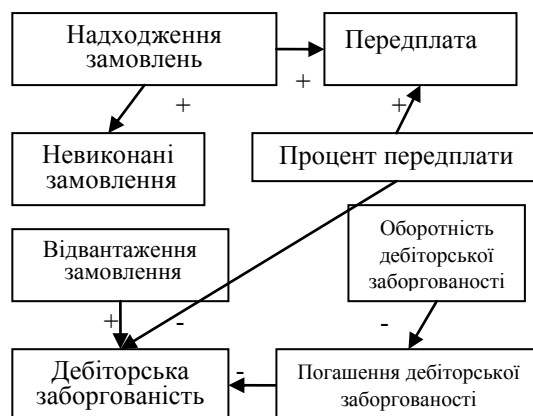 Надходження
замовлень
Передплата
+
+
+
Невиконані
замовлення
Процент передплати
Відвантаження
замовлення
Оборотність
дебіторської
заборгованості
+
-
-
Дебіторська
заборгованість
-
Погашення дебіторської
заборгованості